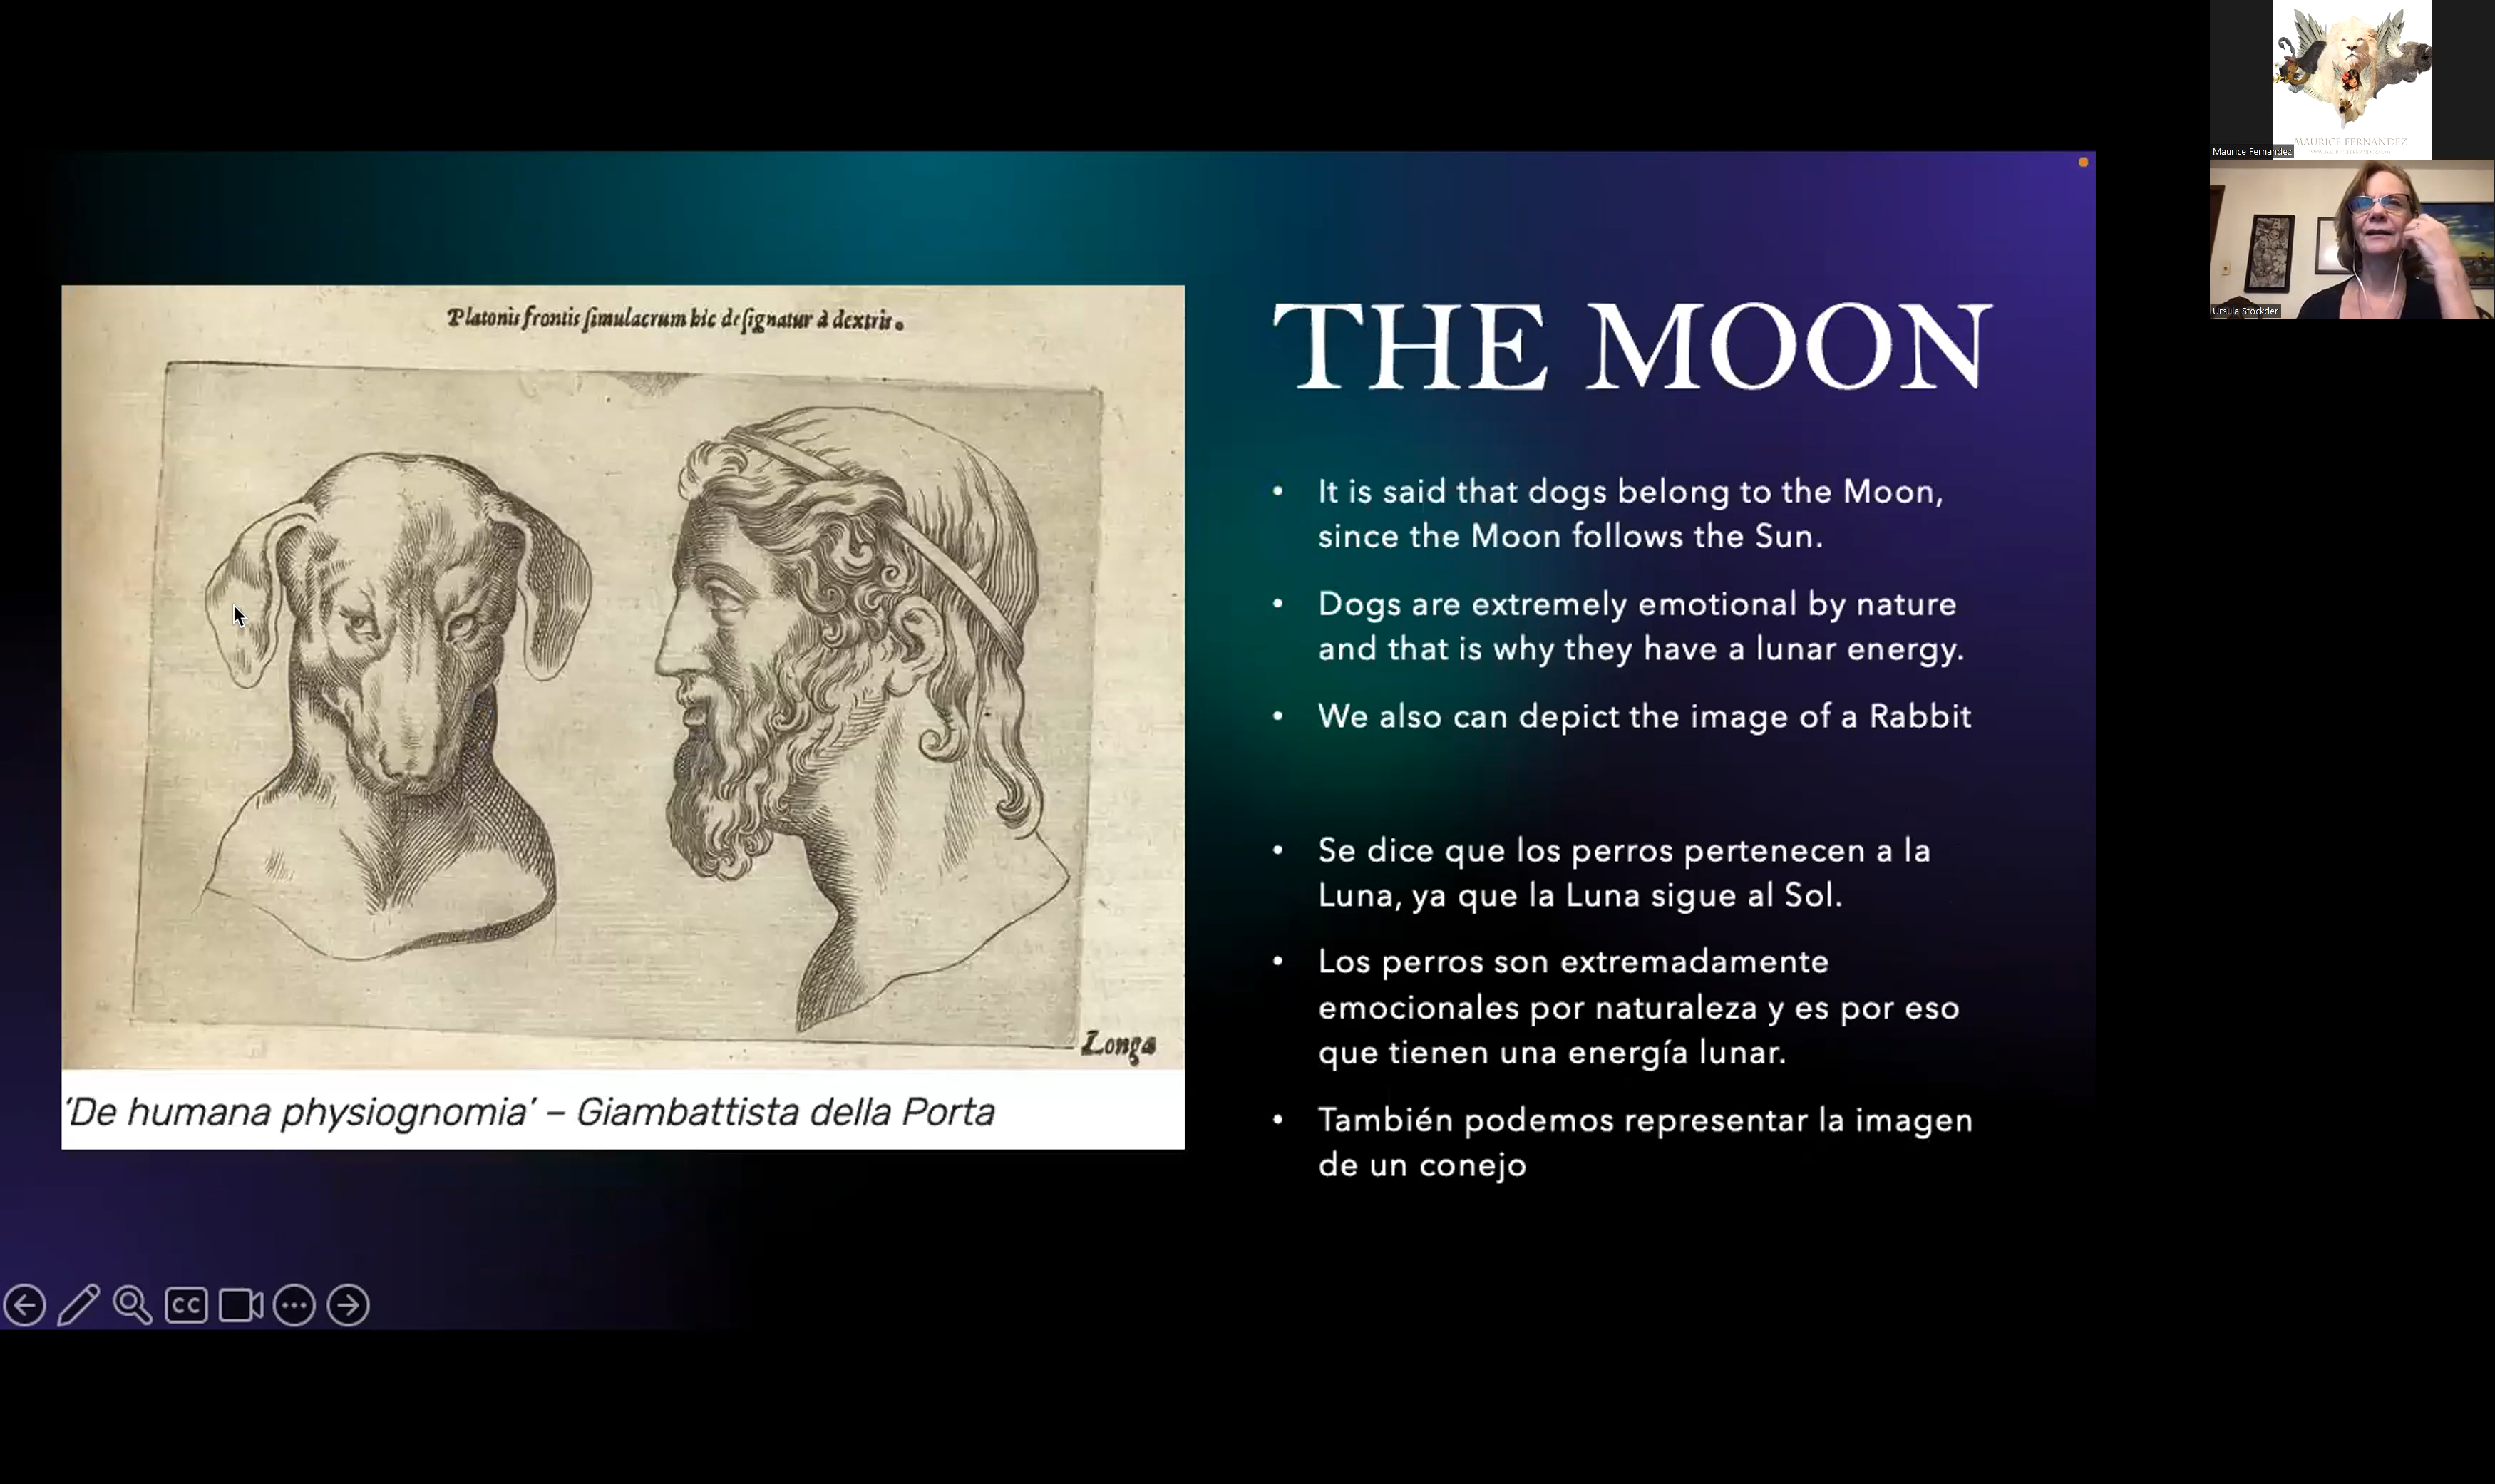 Platonis frontis ſimulacrum hic deſignatur à dextris.
Longa
'De humana physiognomia' – Giambattista della Porta
THE MOON
• It is said that dogs belong to the Moon,
since the Moon follows the Sun.
• Dogs are extremely emotional by nature
and that is why they have a lunar energy.
• We also can depict the image of a Rabbit
• Se dice que los perros pertenecen a la
Luna, ya que la Luna sigue al Sol.
• Los perros son extremadamente
emocionales por naturaleza y es por eso
que tienen una energía lunar.
• También podemos representar la imagen
de un conejo
CC
MAURICE FERNANDEZ
Maurice Fernandez
Ursula Stockder